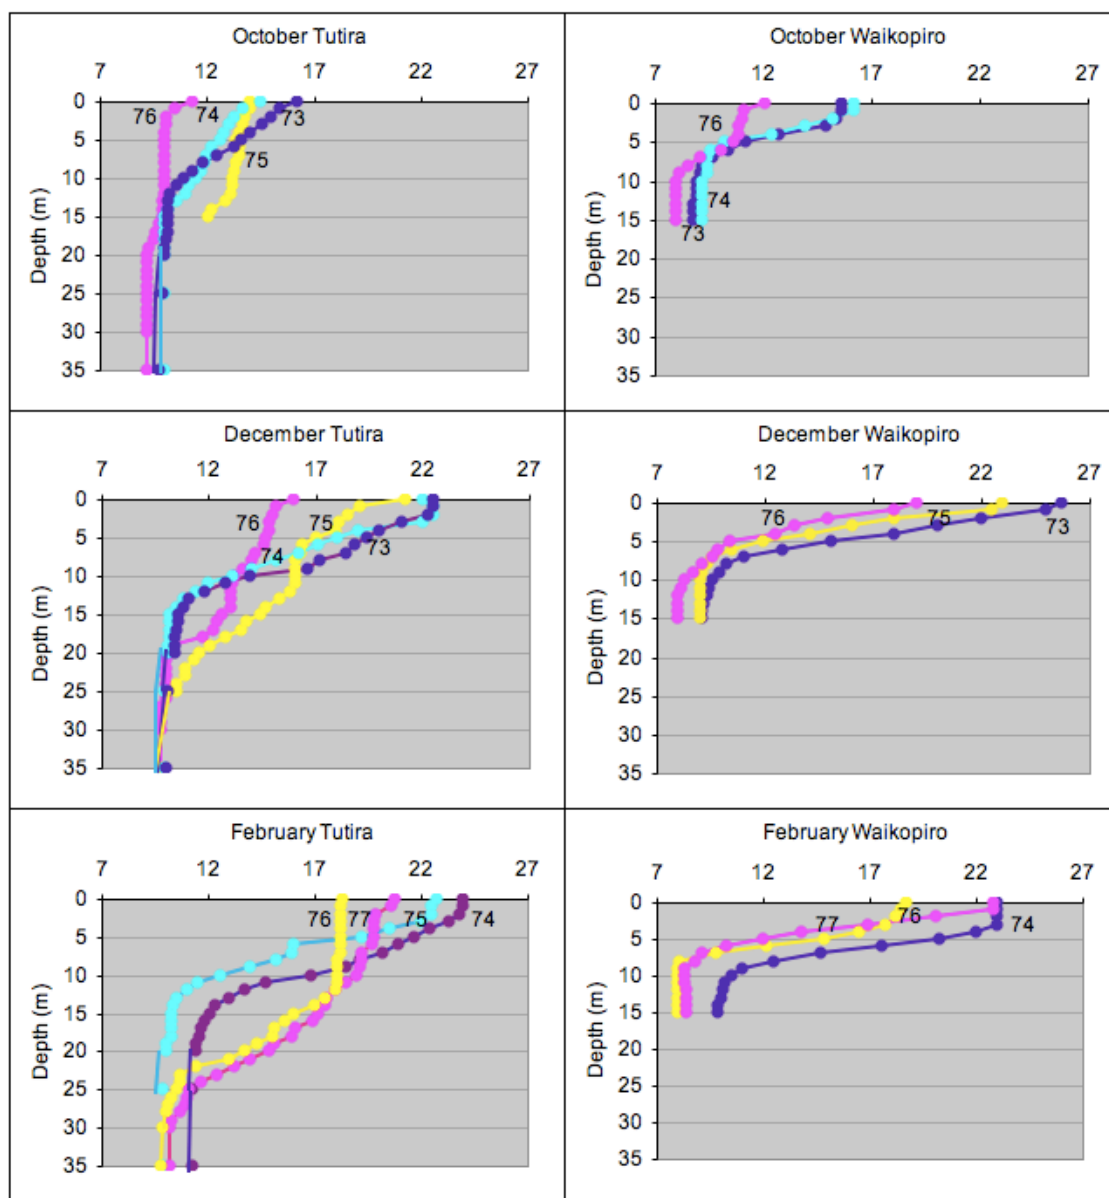 October Tutira
7 12 17 22 27
0
5
10
15
20
25
30
35
Depth (m)
76 74 73
75
October Waikopiro
7 12 17 22 27
0
5
10
15
20
25
30
35
Depth (m)
76
74
73
December Tutira
7 12 17 22 27
0
5
10
15
20
25
30
35
Depth (m)
76 75
74 73
December Waikopiro
7 12 17 22 27
0
5
10
15
20
25
30
35
Depth (m)
76 75 73
February Tutira
7 12 17 22 27
0
5
10
15
20
25
30
35
Depth (m)
76 77 75 74
February Waikopiro
7 12 17 22 27
0
5
10
15
20
25
30
35
Depth (m)
77 76 74